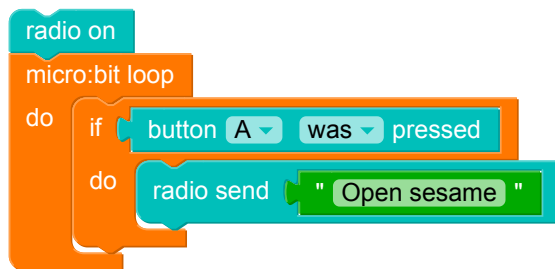 radio on
micro:bit loop
do if button A was pressed
do radio send " Open sesame "